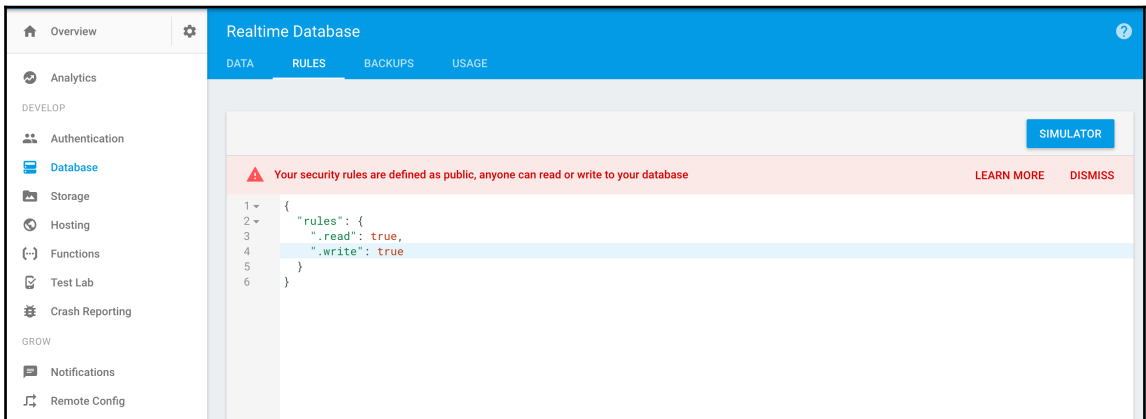 Overview
Analytics
DEVELOP
Authentication
Database
Storage
Hosting
Functions
Test Lab
Crash Reporting
GROW
Notifications
Remote Config
Realtime Database
DATA RULES BACKUPS USAGE
SIMULATOR
Your security rules are defined as public, anyone can read or write to your database LEARN MORE DISMISS
1 {
2 "rules": {
3 ".read": true,
4 ".write": true
5 }
6 }